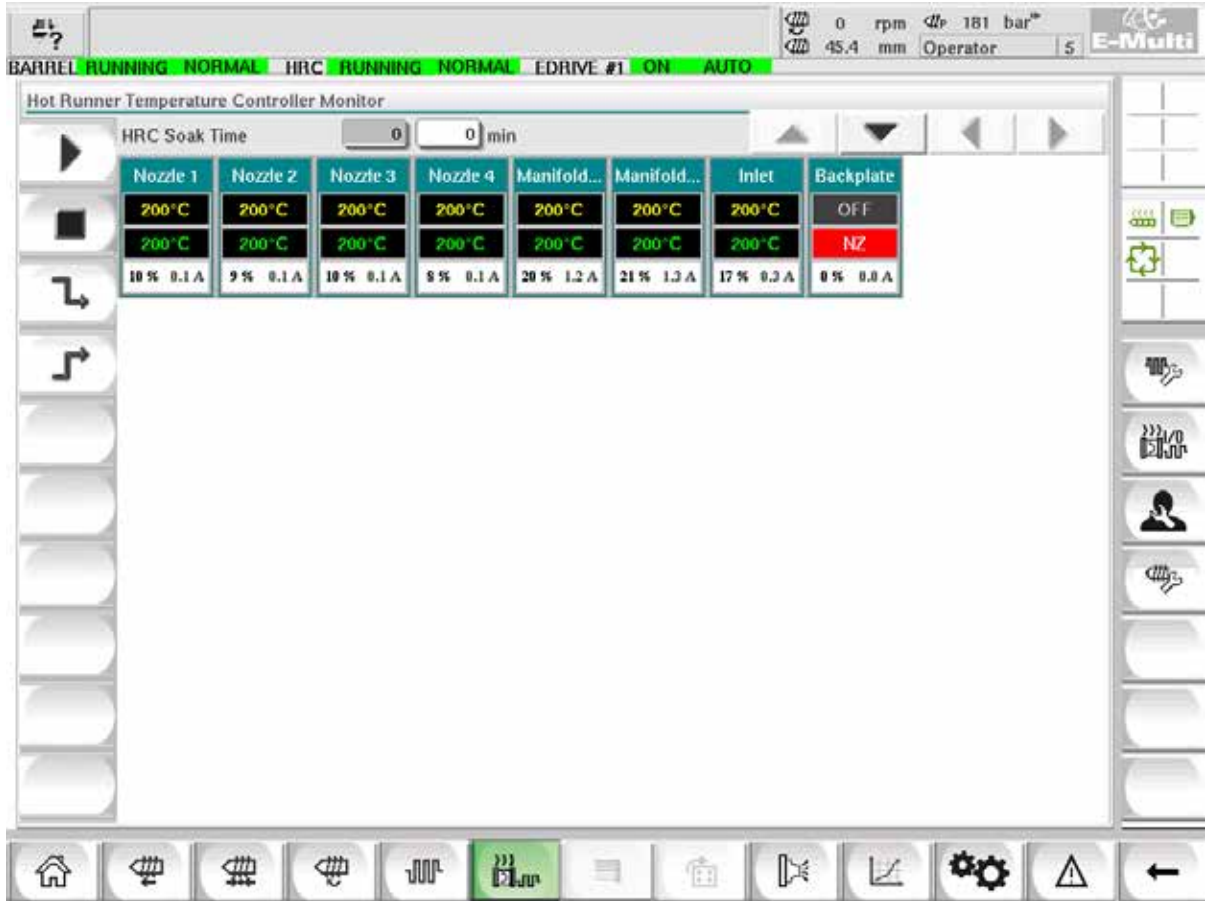 ?
0 rpm P 181 bar
45.4 mm Operator 5
E-Multi
BARREL RUNNING NORMAL HRC RUNNING NORMAL EDRIVE #1 ON AUTO
Hot Runner Temperature Controller Monitor
HRC Soak Time 0 0 min
Nozzle 1 Nozzle 2 Nozzle 3 Nozzle 4 Manifold... Manifold... Inlet Backplate
200°C 200°C 200°C 200°C 200°C 200°C 200°C OFF
200°C 200°C 200°C 200°C 200°C 200°C 200°C NZ
10 % 0.1 A 9 % 0.1 A 10 % 0.1 A 8 % 0.1 A 20 % 1.2 A 21 % 1.3 A 17 % 0.3 A 0 % 0.0 A
I/O